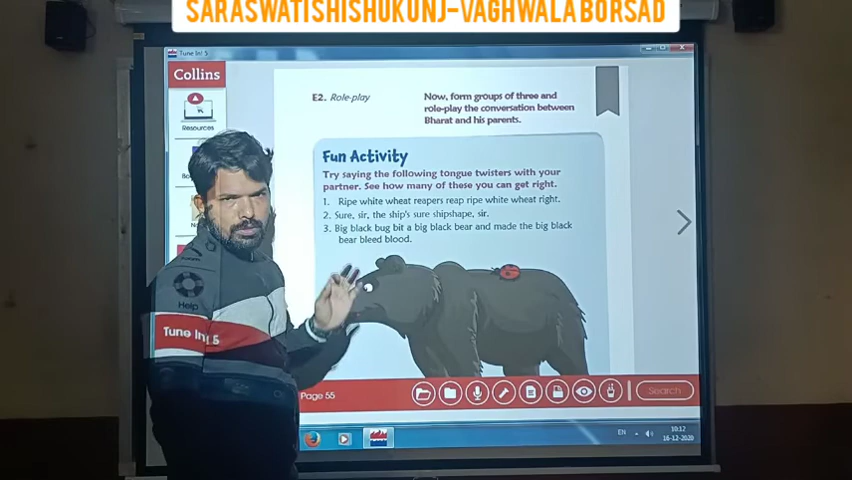 SARASWATI SHISHUKUNJ-VAGHWALA BORSAD
Tune In! 5
Collins
Resources
E2. Role-play
Now, form groups of three and
role-play the conversation between
Bharat and his parents.
Fun Activity
Try saying the following tongue twisters with your
partner. See how many of these you can get right.
1. Ripe white wheat reapers reap ripe white wheat right.
2. Sure, sir, the ship's sure shipshape, sir.
3. Big black bug bit a big black bear and made the big black
bear bleed blood.
Help
Tune In! 5
Page 55
Search
EN
10:12
16-12-2020